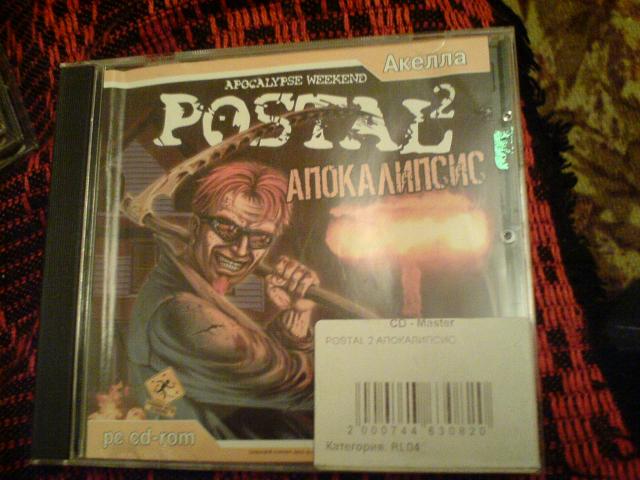 Акелла
APOCALYPSE WEEKEND
POSTAL 2
АПОКАЛИПСИС
CD - Master
POSTAL 2 АПОКАЛИПСИС
2 000744 630820
Категория: RL04
pc cd-rom